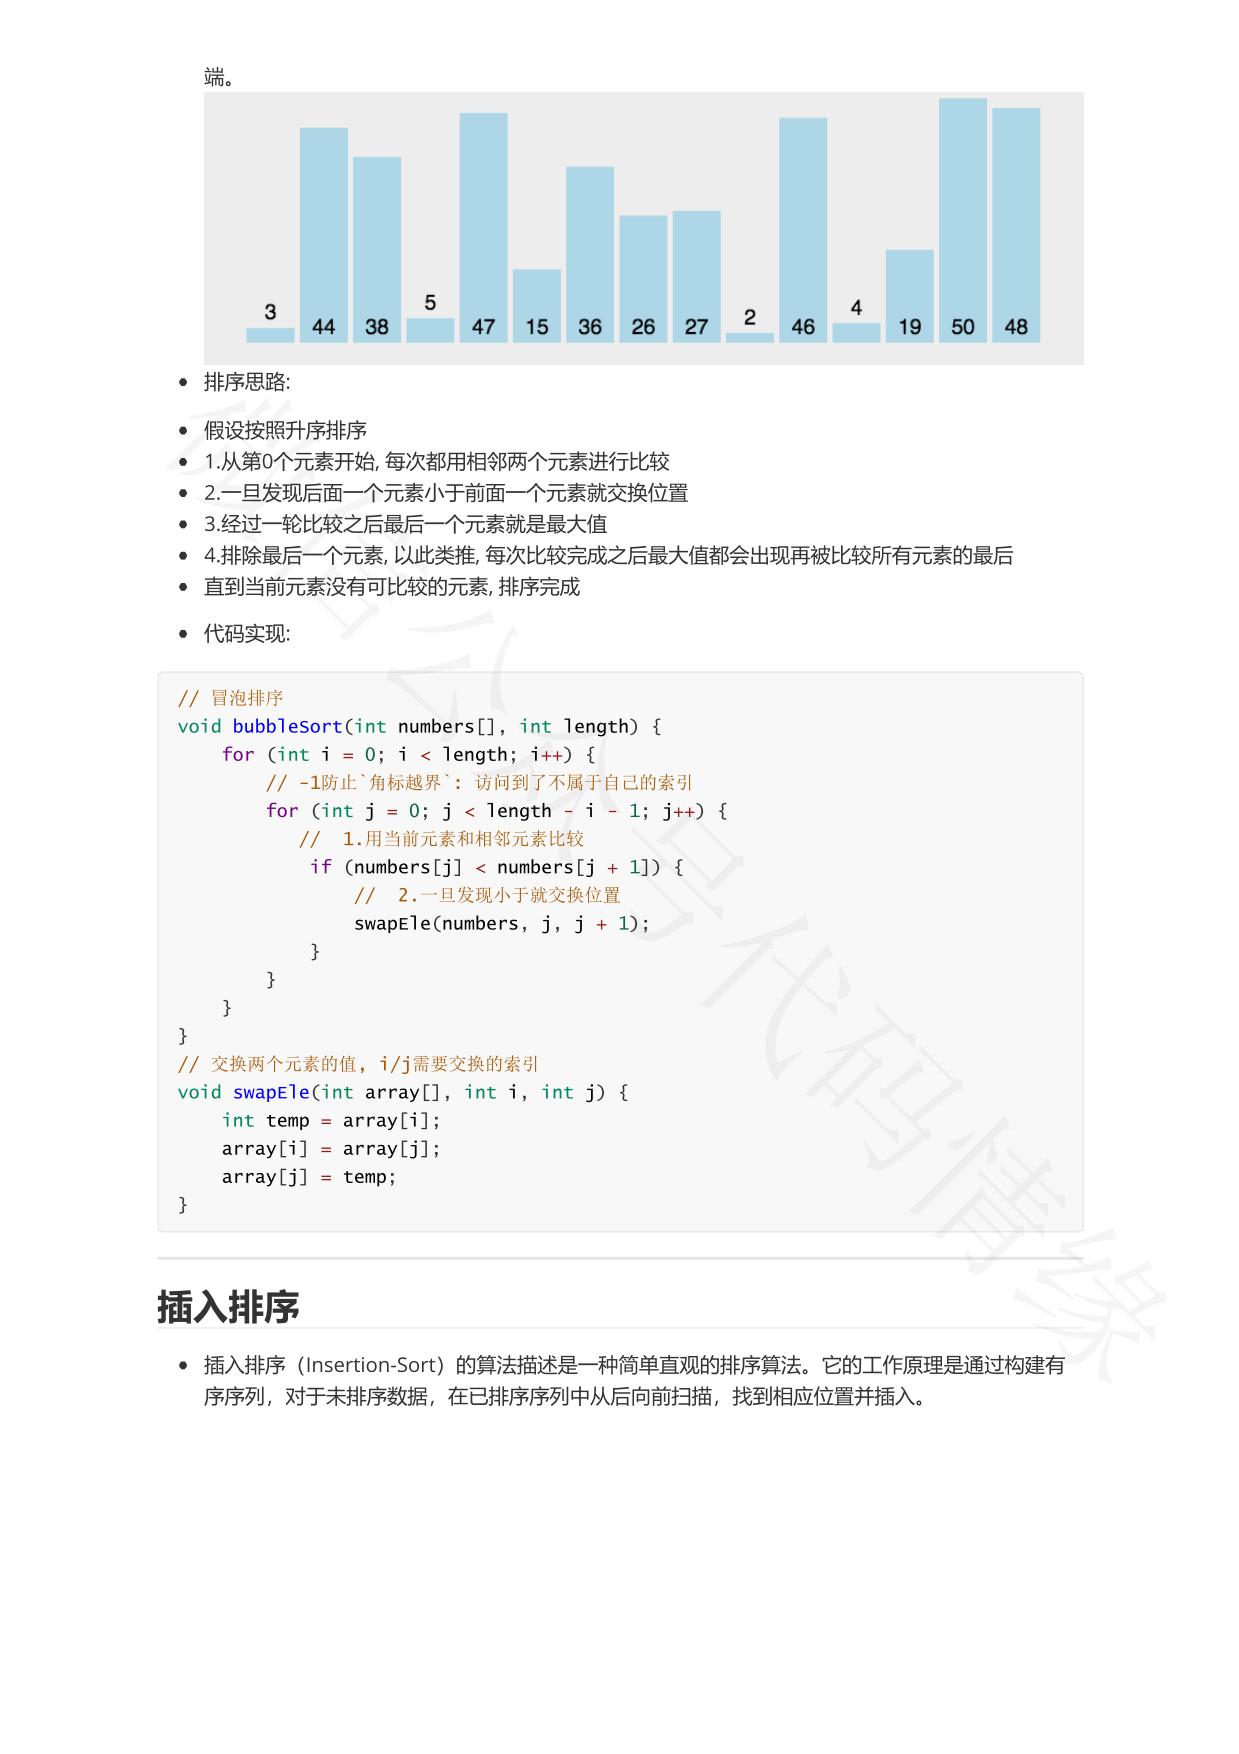 端。
3 44 38 5 47 15 36 26 27 2 46 4 19 50 48
排序思路:
假设按照升序排序
1.从第0个元素开始, 每次都用相邻两个元素进行比较
2.一旦发现后面一个元素小于前面一个元素就交换位置
3.经过一轮比较之后最后一个元素就是最大值
4.排除最后一个元素, 以此类推, 每次比较完成之后最大值都会出现再被比较所有元素的最后
直到当前元素没有可比较的元素, 排序完成
代码实现:
// 冒泡排序
void bubbleSort(int numbers[], int length) {
    for (int i = 0; i < length; i++) {
        // -1防止`角标越界`: 访问到了不属于自己的索引
        for (int j = 0; j < length - i - 1; j++) {
           //  1.用当前元素和相邻元素比较
            if (numbers[j] < numbers[j + 1]) {
                //  2.一旦发现小于就交换位置
                swapEle(numbers, j, j + 1);
            }
        }
    }
}
// 交换两个元素的值, i/j需要交换的索引
void swapEle(int array[], int i, int j) {
    int temp = array[i];
    array[i] = array[j];
    array[j] = temp;
}
插入排序
插入排序（Insertion-Sort）的算法描述是一种简单直观的排序算法。它的工作原理是通过构建有
序序列，对于未排序数据，在已排序序列中从后向前扫描，找到相应位置并插入。
微信公众号代码情缘